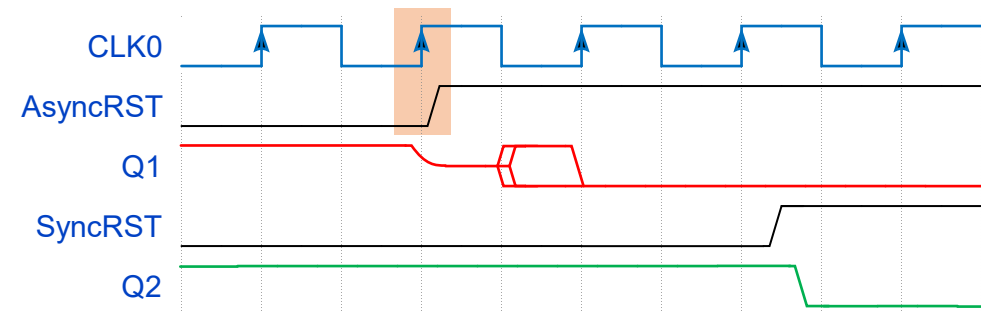 CLK0
AsyncRST
Q1
SyncRST
Q2